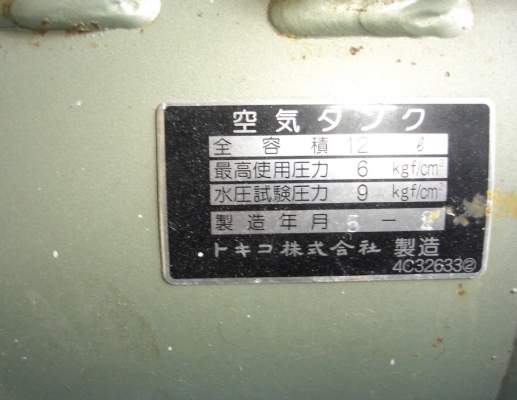 空気タンク
全容積 12 ℓ
最高使用圧力 6 kgf/cm²
水圧試験圧力 9 kgf/cm²
製造年月 5 - 2
トキコ株式会社 製造
4C32633②